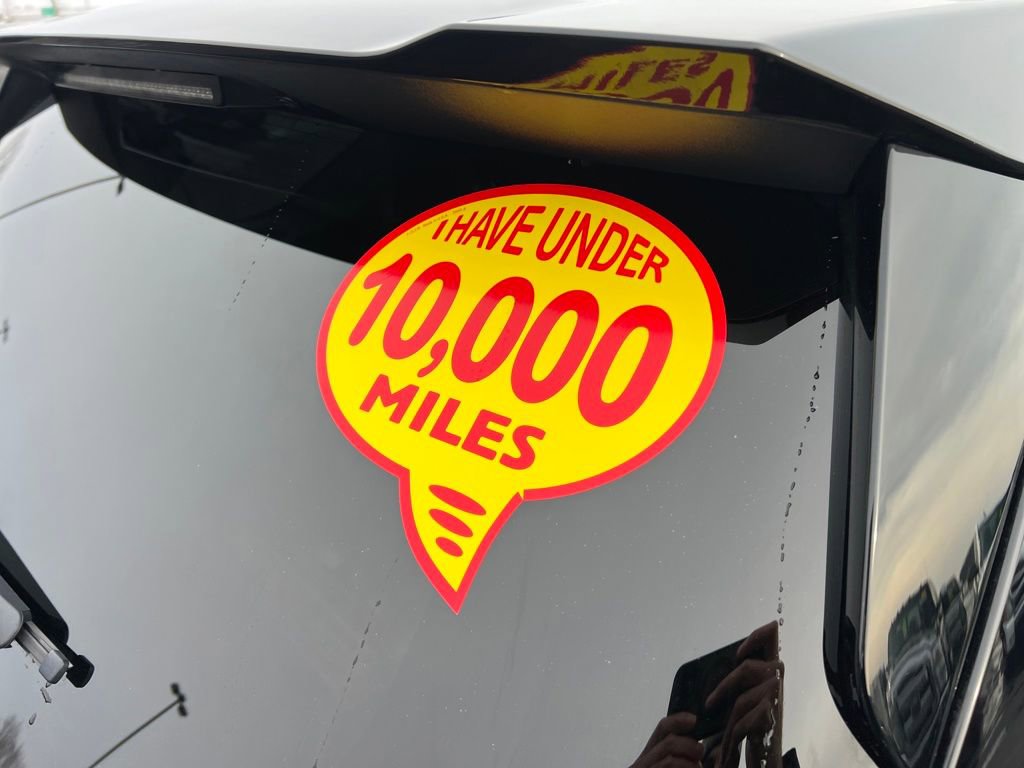 I HAVE UNDER
10,000
MILES